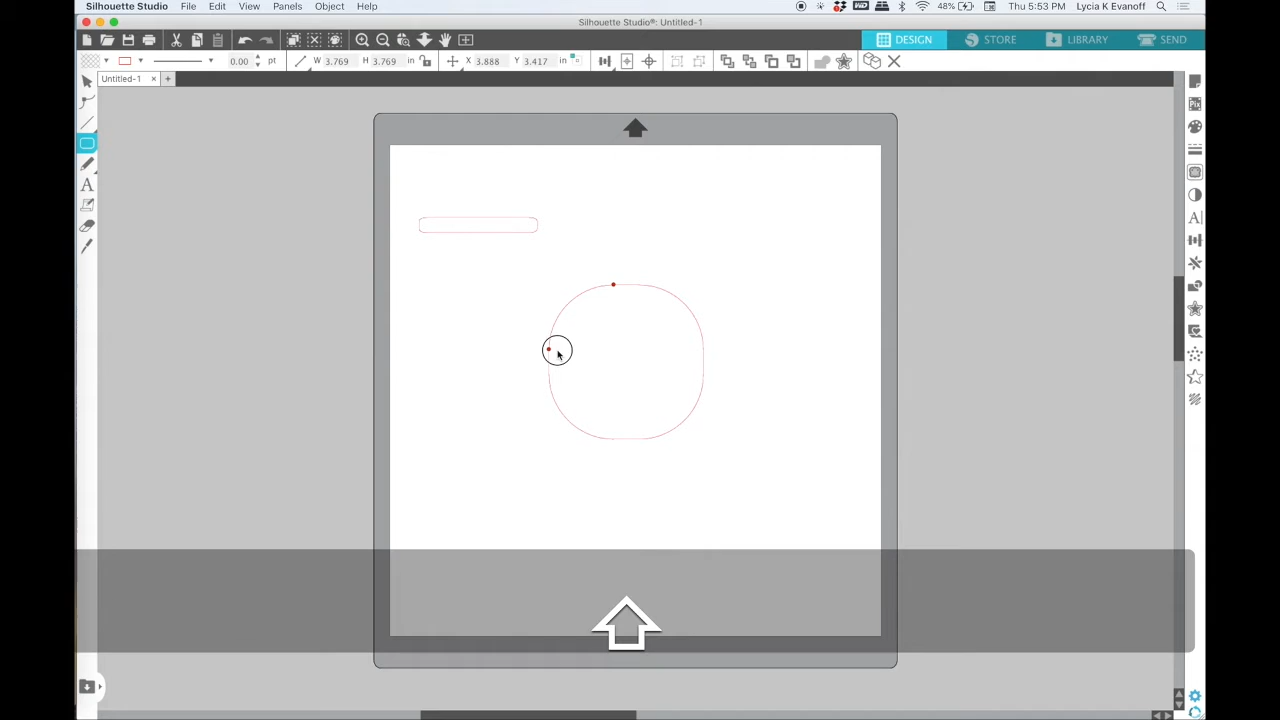 Silhouette Studio File Edit View Panels Object Help 48% Thu 5:53 PM Lycia K Evanoff
Silhouette Studio®: Untitled-1
DESIGN STORE LIBRARY SEND
0.00 pt W 3.769 H 3.769 in X 3.888 Y 3.417 in
Untitled-1 × +